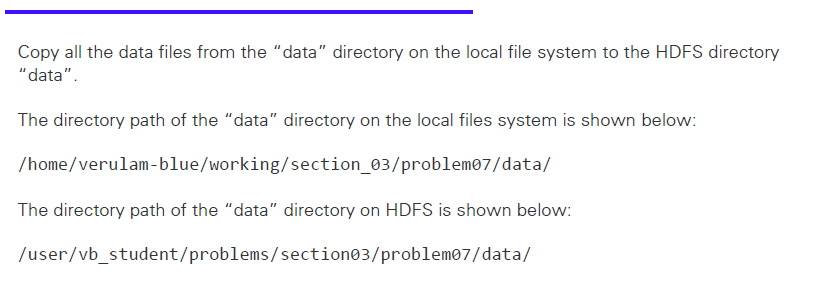 Copy all the data files from the “data” directory on the local file system to the HDFS directory
“data”.
The directory path of the “data” directory on the local files system is shown below:
/home/verulam-blue/working/section_03/problem07/data/
The directory path of the “data” directory on HDFS is shown below:
/user/vb_student/problems/section03/problem07/data/